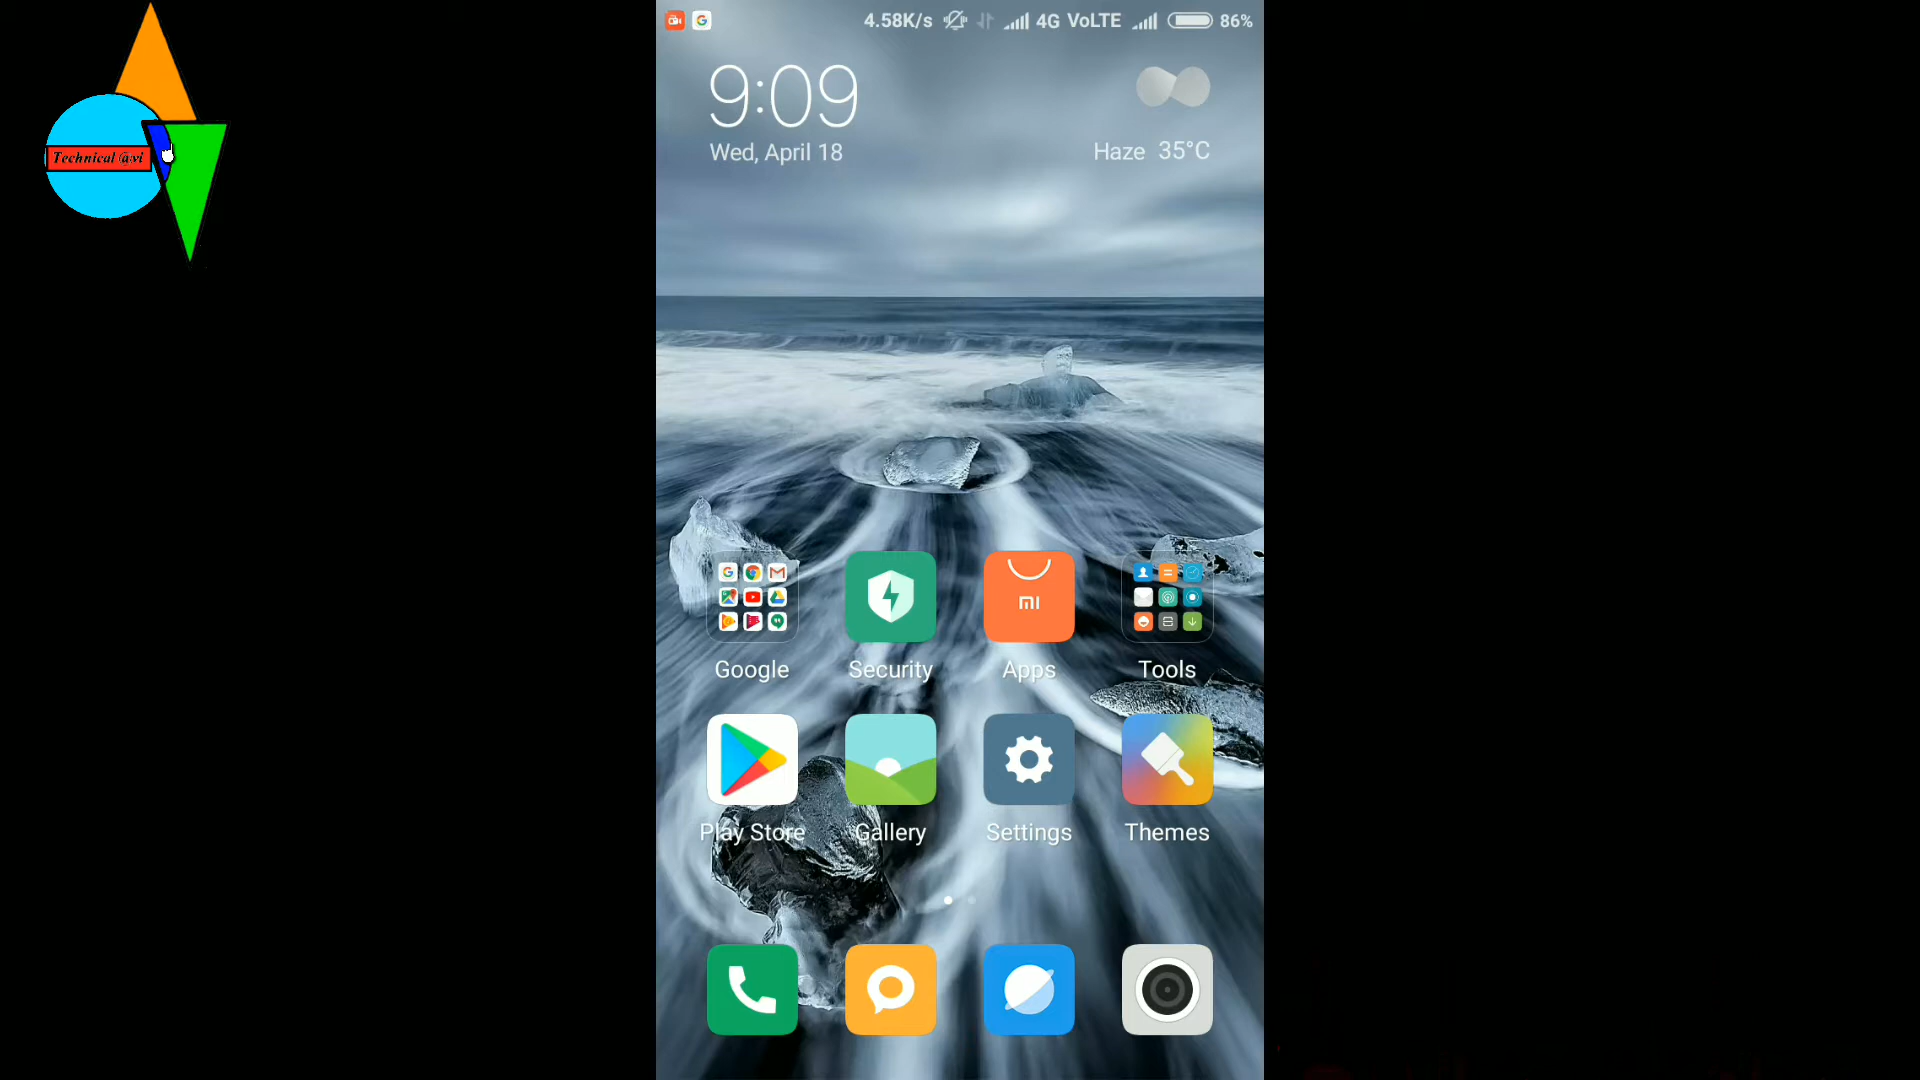 4.58K/s 4G VoLTE 86%
9:09
Wed, April 18
Haze 35°C
Technical @vi
Google Security Apps Tools
Play Store Gallery Settings Themes